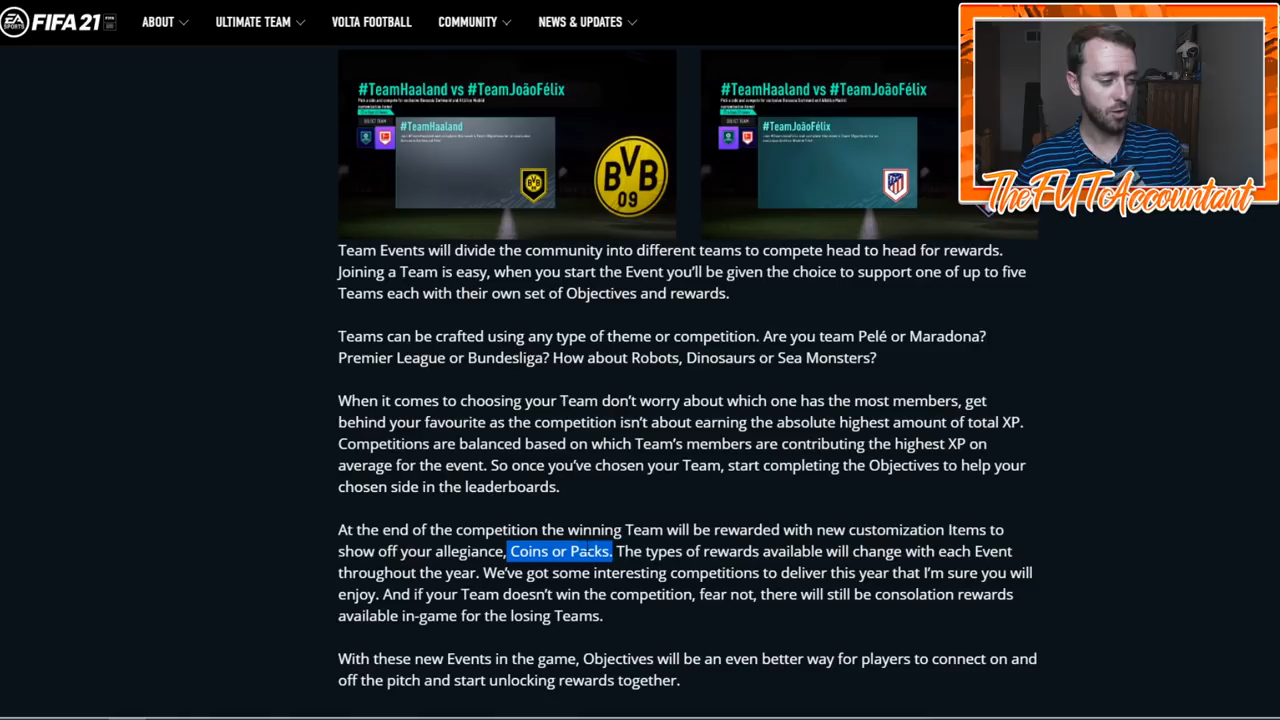 EA SPORTS FIFA 21
ABOUT
ULTIMATE TEAM
VOLTA FOOTBALL
COMMUNITY
NEWS & UPDATES
#TeamHaaland vs #TeamJoãoFélix
#TeamHaaland
BVB
09
#TeamHaaland vs #TeamJoãoFélix
#TeamJoãoFélix
TheFUTAccountant
Team Events will divide the community into different teams to compete head to head for rewards.
Joining a Team is easy, when you start the Event you'll be given the choice to support one of up to five
Teams each with their own set of Objectives and rewards.
Teams can be crafted using any type of theme or competition. Are you team Pelé or Maradona?
Premier League or Bundesliga? How about Robots, Dinosaurs or Sea Monsters?
When it comes to choosing your Team don't worry about which one has the most members, get
behind your favourite as the competition isn't about earning the absolute highest amount of total XP.
Competitions are balanced based on which Team's members are contributing the highest XP on
average for the event. So once you've chosen your Team, start completing the Objectives to help your
chosen side in the leaderboards.
At the end of the competition the winning Team will be rewarded with new customization Items to
show off your allegiance, Coins or Packs. The types of rewards available will change with each Event
throughout the year. We've got some interesting competitions to deliver this year that I'm sure you will
enjoy. And if your Team doesn't win the competition, fear not, there will still be consolation rewards
available in-game for the losing Teams.
With these new Events in the game, Objectives will be an even better way for players to connect on and
off the pitch and start unlocking rewards together.